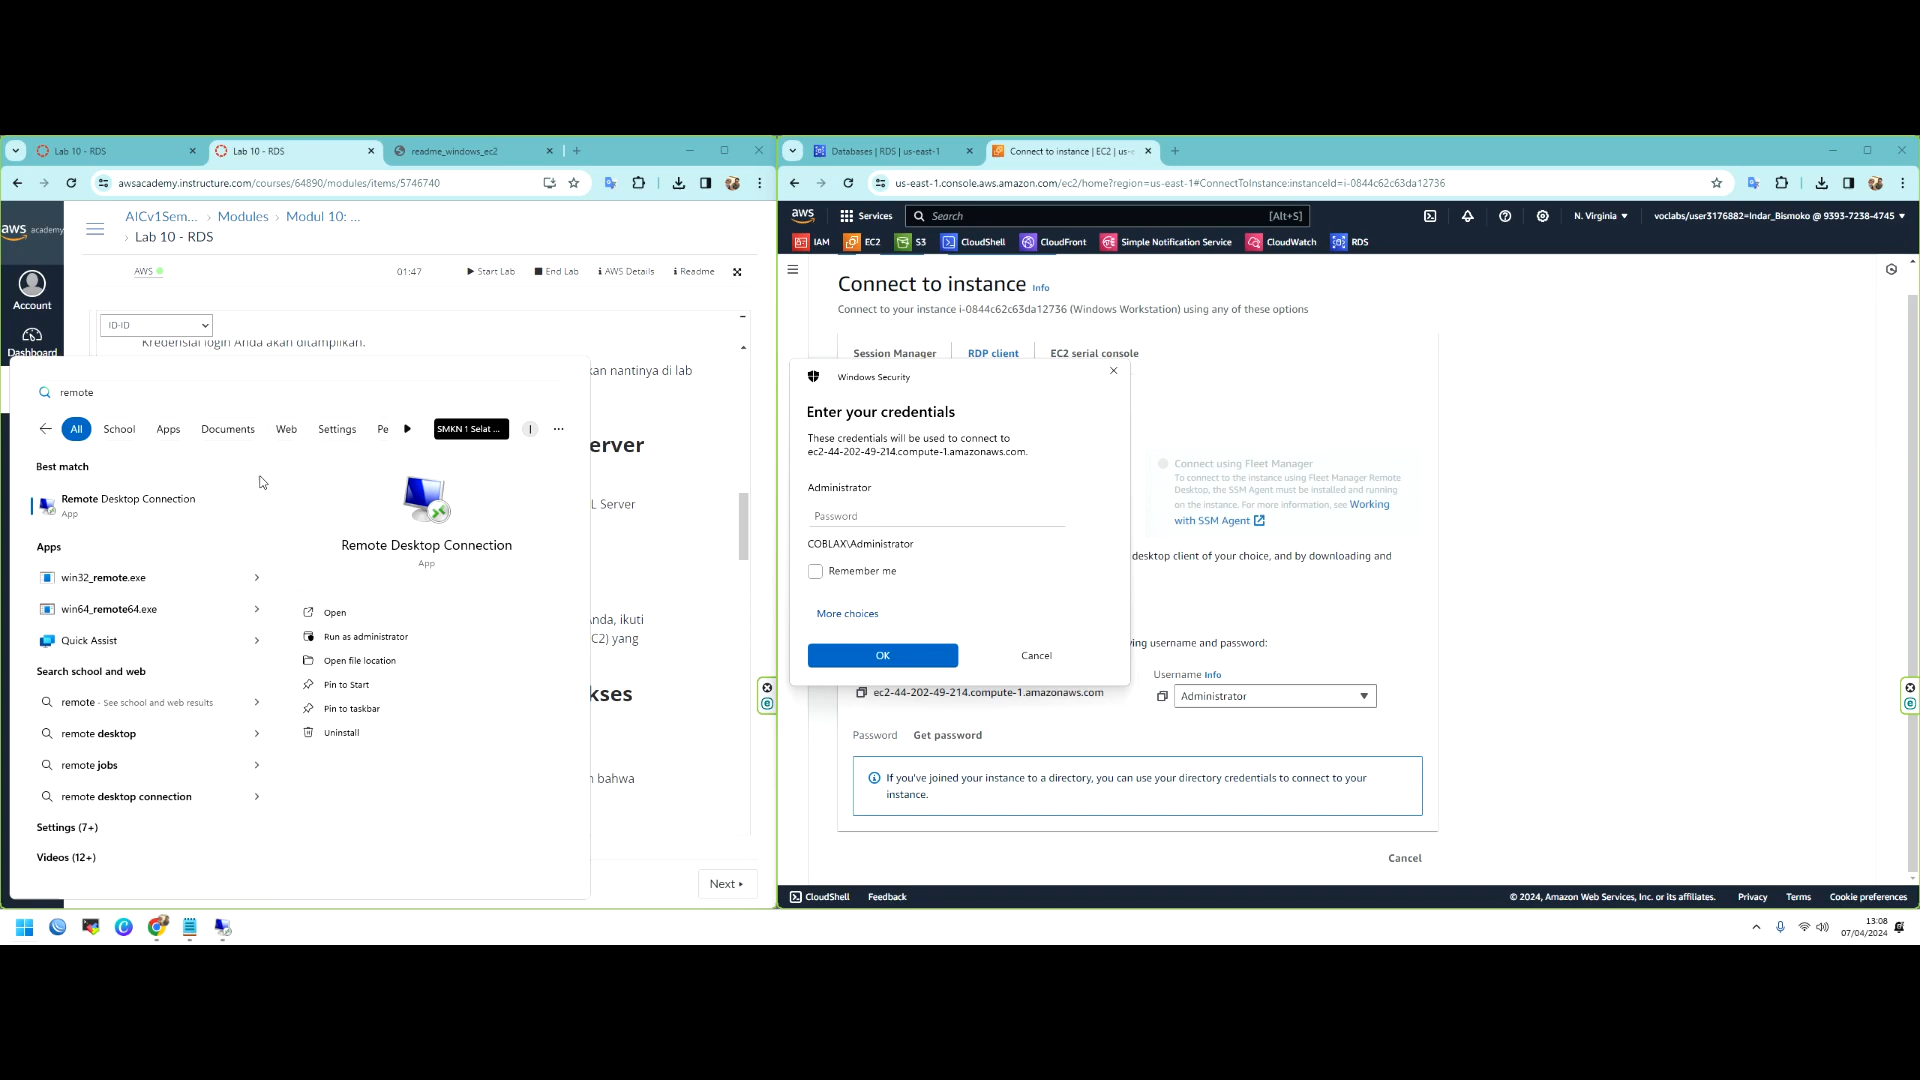 Lab 10 - RDS
Lab 10 - RDS
readme_windows_ec2
awsacademy.instructure.com/courses/64890/modules/items/5746740
aws academy
AICv1Sem... > Modules > Modul 10: ...
> Lab 10 - RDS
Account
Dashboard
AWS
01:47
Start Lab
End Lab
AWS Details
Readme
ID-ID
Kredensial login Anda akan ditampilkan.
kan nantinya di lab
erver
L Server
nda, ikuti
C2) yang
kses
n bahwa
Next
remote
All
School
Apps
Documents
Web
Settings
Pe
SMKN 1 Selat ...
I
Best match
Remote Desktop Connection
App
Apps
win32_remote.exe
win64_remote64.exe
Quick Assist
Search school and web
remote - See school and web results
remote desktop
remote jobs
remote desktop connection
Settings (7+)
Videos (12+)
Remote Desktop Connection
App
Open
Run as administrator
Open file location
Pin to Start
Pin to taskbar
Uninstall
Databases | RDS | us-east-1
Connect to instance | EC2 | us-e
us-east-1.console.aws.amazon.com/ec2/home?region=us-east-1#ConnectToInstance:instanceId=i-0844c62c63da12736
aws
Services
Search
[Alt+S]
N. Virginia
voclabs/user3176882=Indar_Bismoko @ 9393-7238-4745
IAM
EC2
S3
CloudShell
CloudFront
Simple Notification Service
CloudWatch
RDS
Connect to instance Info
Connect to your instance i-0844c62c63da12736 (Windows Workstation) using any of these options
Session Manager
RDP client
EC2 serial console
Windows Security
Enter your credentials
These credentials will be used to connect to
ec2-44-202-49-214.compute-1.amazonaws.com.
Administrator
Password
COBLAX\Administrator
Remember me
More choices
OK
Cancel
Connect using Fleet Manager
To connect to the instance using Fleet Manager Remote
Desktop, the SSM Agent must be installed and running
on the instance. For more information, see Working
with SSM Agent
desktop client of your choice, and by downloading and
ving username and password:
Username Info
ec2-44-202-49-214.compute-1.amazonaws.com
Administrator
Password
Get password
If you've joined your instance to a directory, you can use your directory credentials to connect to your
instance.
Cancel
CloudShell
Feedback
© 2024, Amazon Web Services, Inc. or its affiliates.
Privacy
Terms
Cookie preferences
13:08
07/04/2024